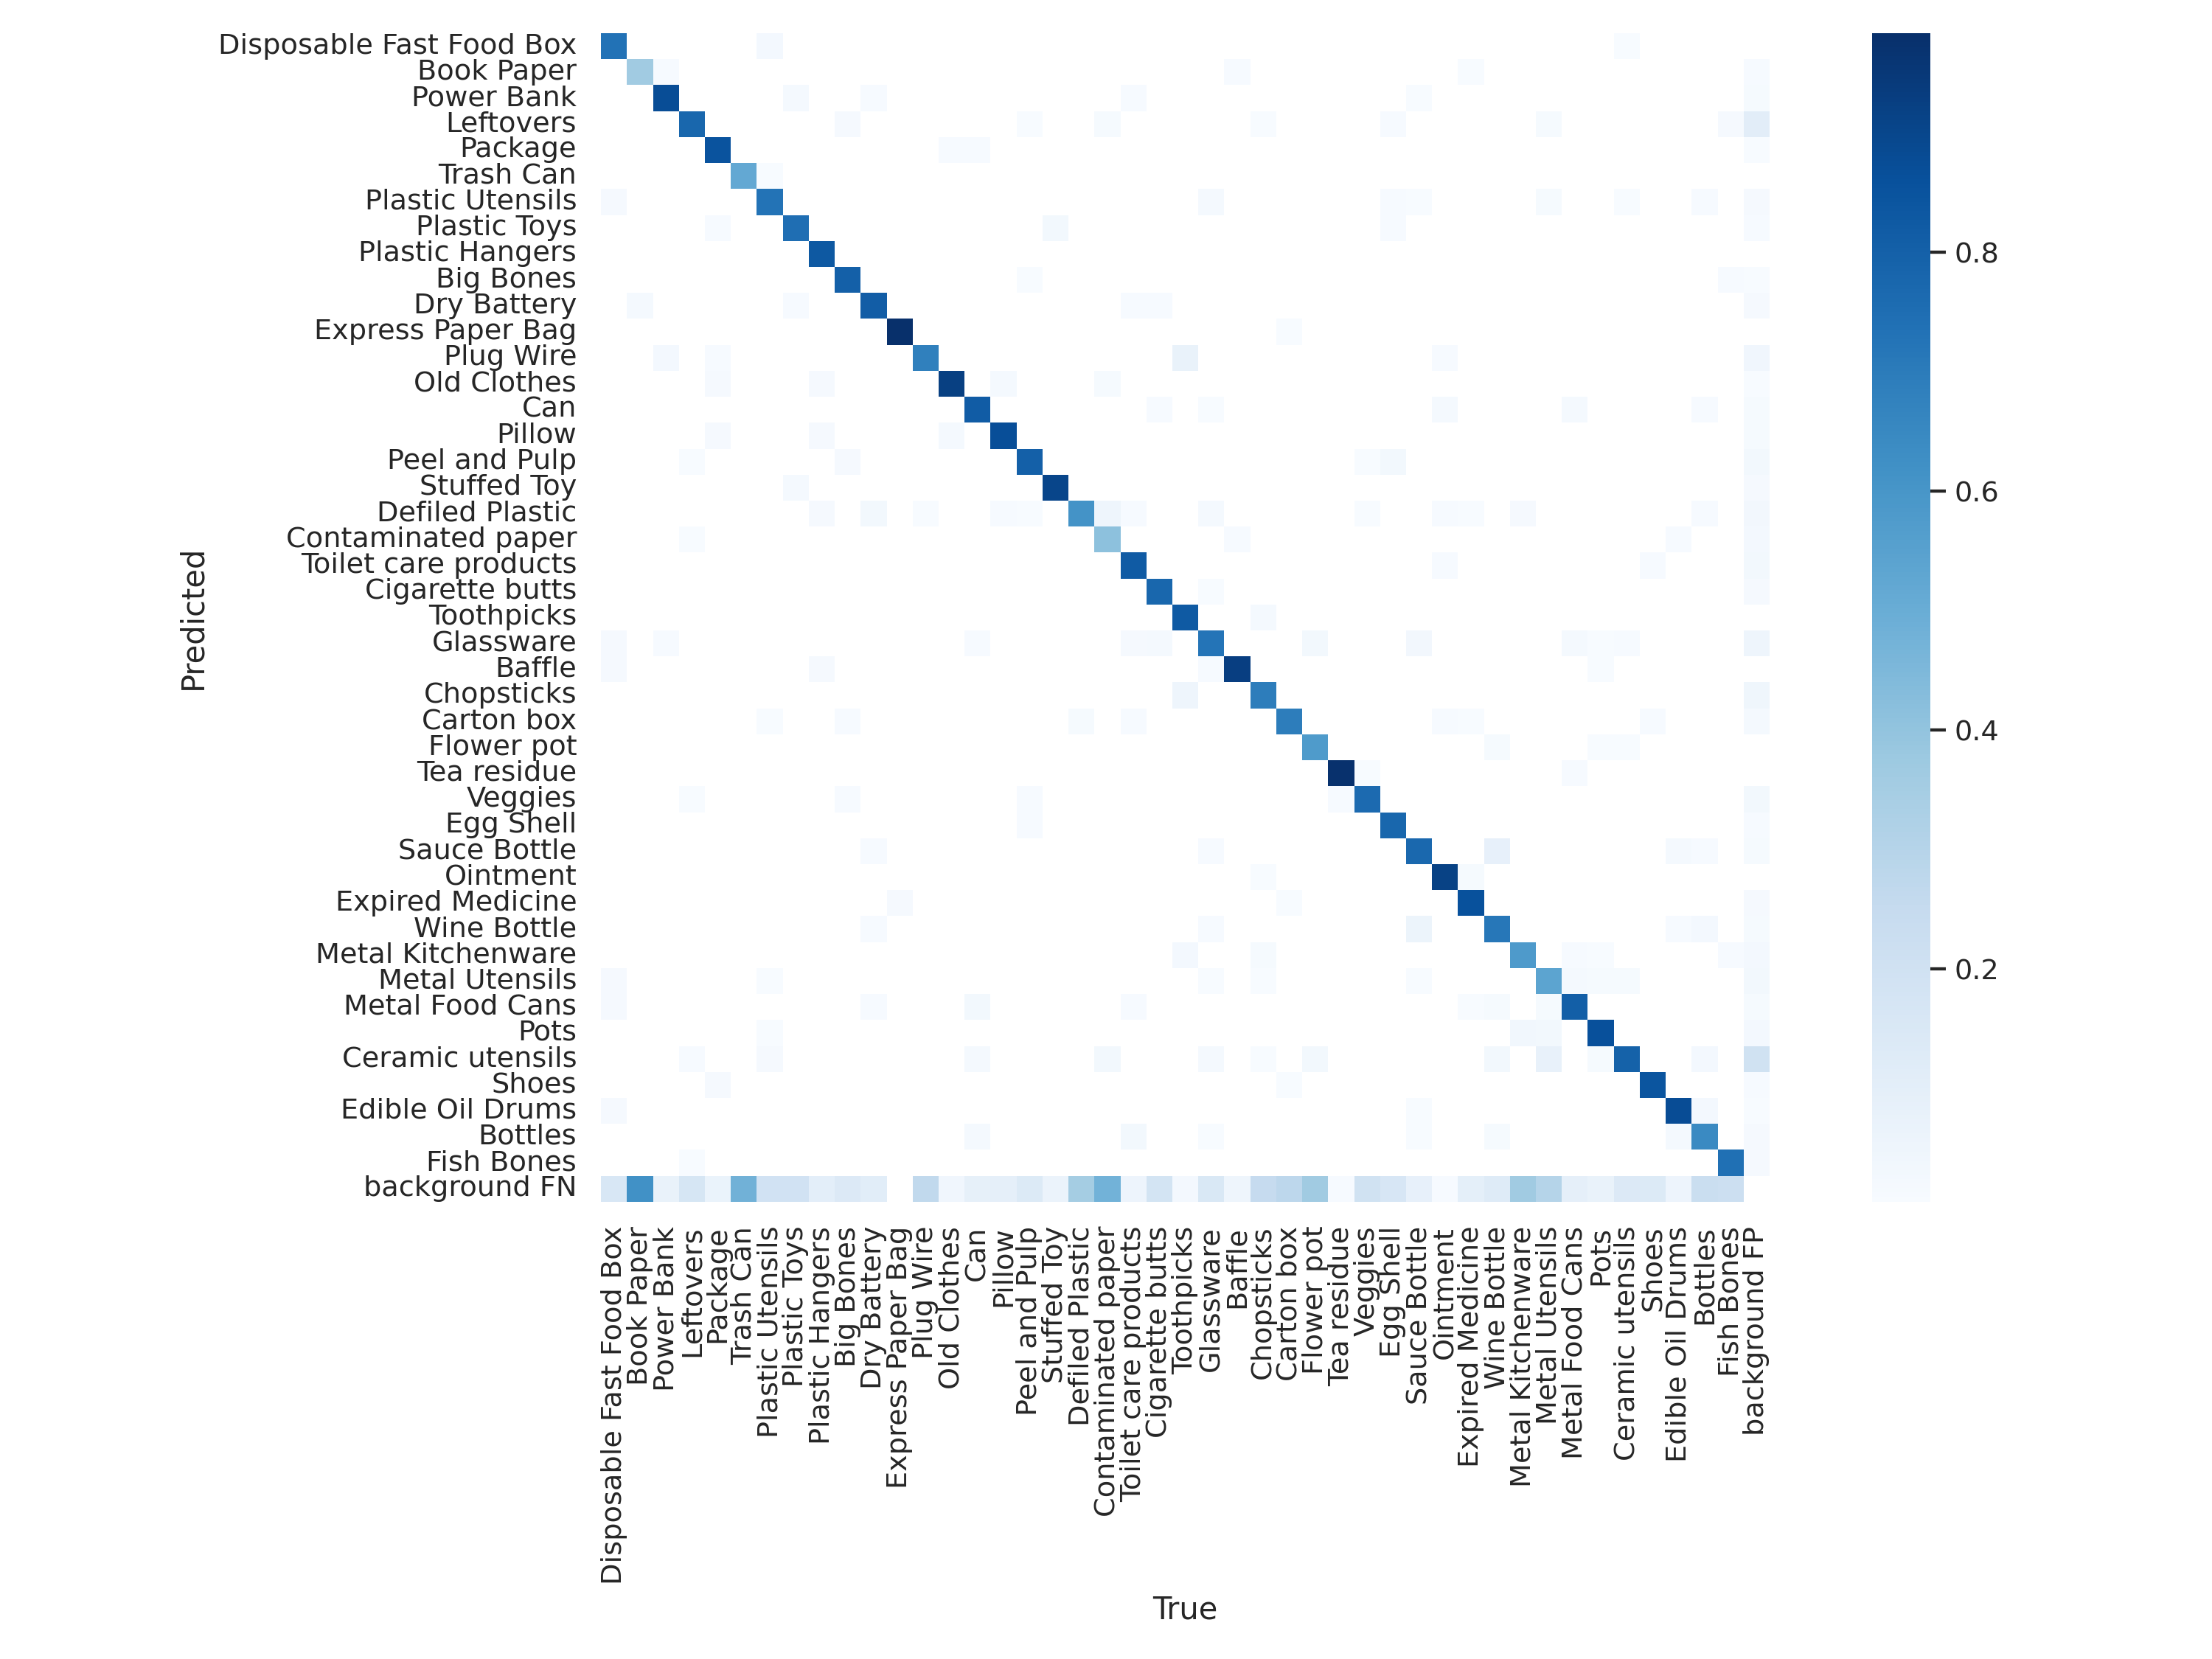 Disposable Fast Food Box
Book Paper
Power Bank
Leftovers
Package
Trash Can
Plastic Utensils
Plastic Toys
Plastic Hangers
Big Bones
Dry Battery
Express Paper Bag
Plug Wire
Old Clothes
Can
Pillow
Peel and Pulp
Stuffed Toy
Defiled Plastic
Contaminated paper
Toilet care products
Cigarette butts
Toothpicks
Glassware
Baffle
Chopsticks
Carton box
Flower pot
Tea residue
Veggies
Egg Shell
Sauce Bottle
Ointment
Expired Medicine
Wine Bottle
Metal Kitchenware
Metal Utensils
Metal Food Cans
Pots
Ceramic utensils
Shoes
Edible Oil Drums
Bottles
Fish Bones
background FN
Predicted
Disposable Fast Food Box
Book Paper
Power Bank
Leftovers
Package
Trash Can
Plastic Utensils
Plastic Toys
Plastic Hangers
Big Bones
Dry Battery
Express Paper Bag
Plug Wire
Old Clothes
Can
Pillow
Peel and Pulp
Stuffed Toy
Defiled Plastic
Contaminated paper
Toilet care products
Cigarette butts
Toothpicks
Glassware
Baffle
Chopsticks
Carton box
Flower pot
Tea residue
Veggies
Egg Shell
Sauce Bottle
Ointment
Expired Medicine
Wine Bottle
Metal Kitchenware
Metal Utensils
Metal Food Cans
Pots
Ceramic utensils
Shoes
Edible Oil Drums
Bottles
Fish Bones
background FP
True
0.8
0.6
0.4
0.2